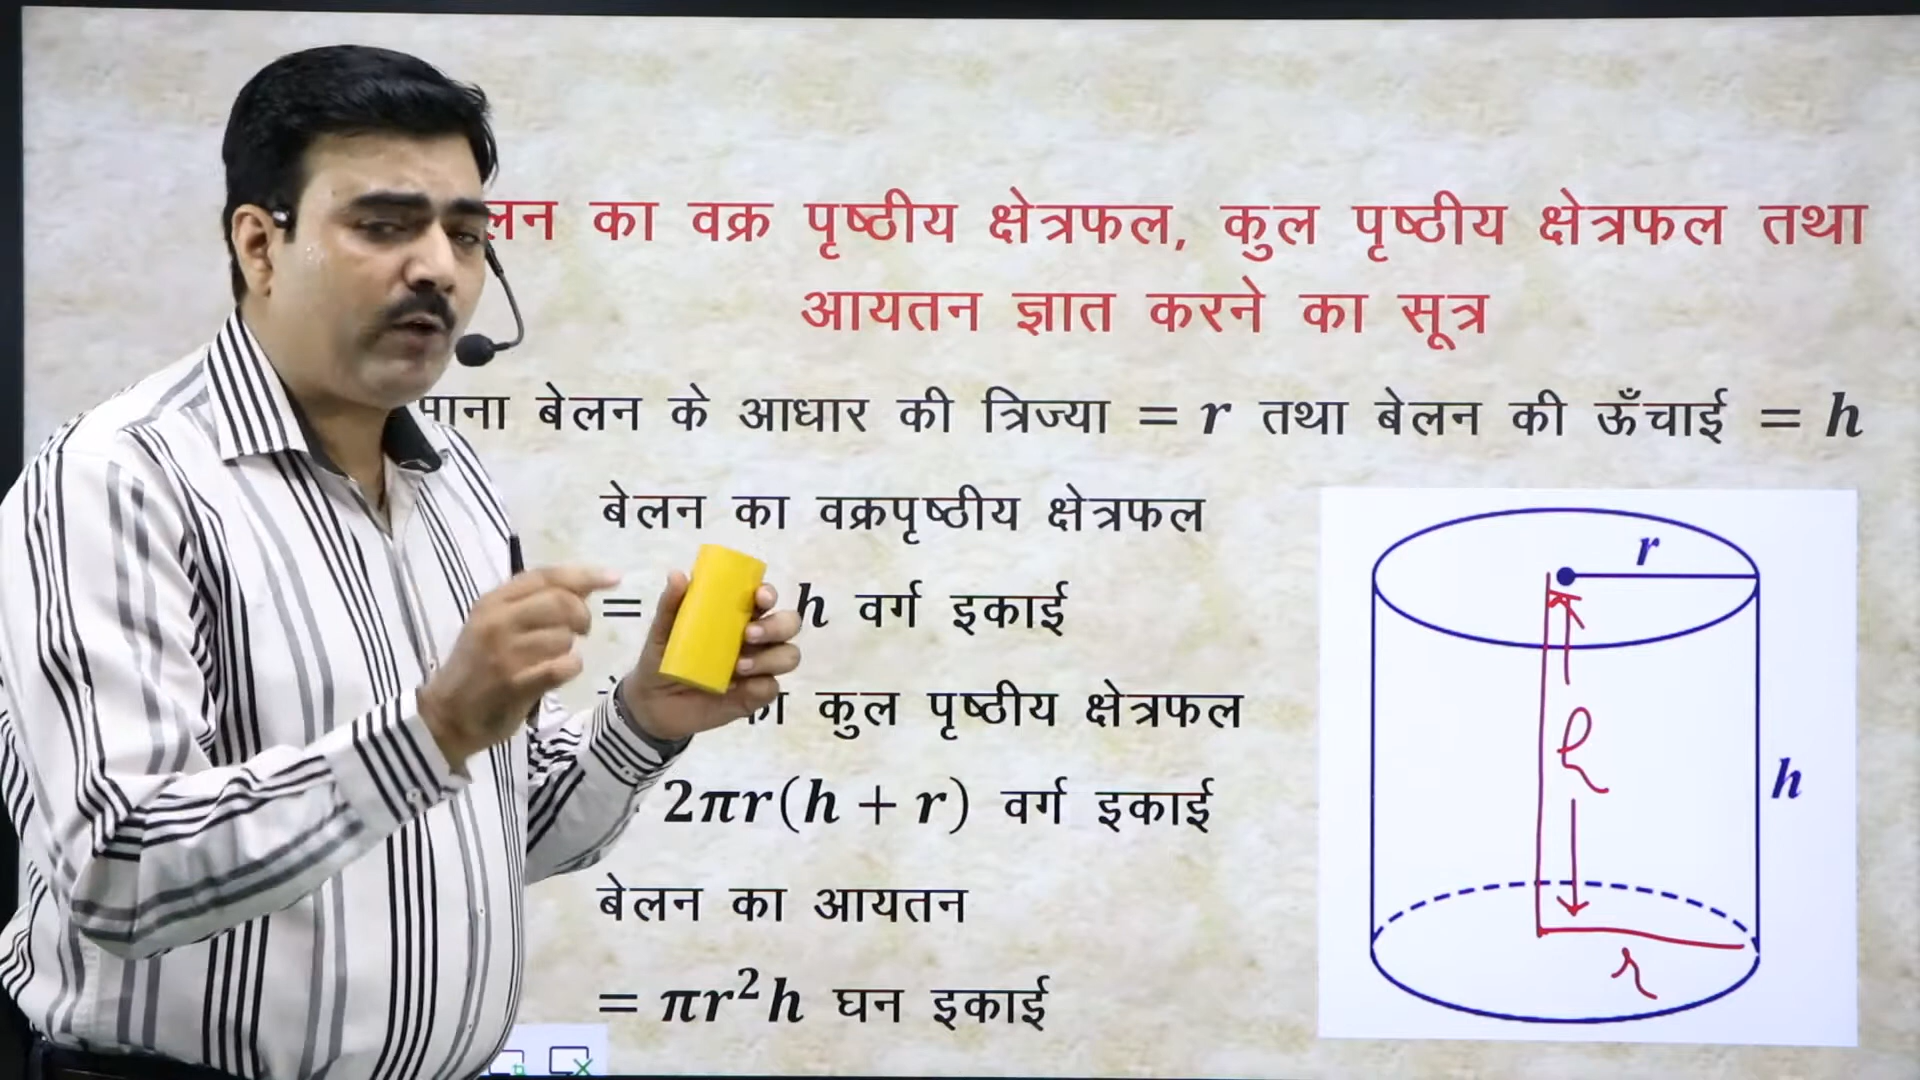 का वक्र पृष्ठीय क्षेत्रफल, कुल पृष्ठीय क्षेत्रफल तथा
आयतन ज्ञात करने का सूत्र
बेलन के आधार की त्रिज्या = r तथा बेलन की ऊँचाई = h
बेलन का वक्रपृष्ठीय क्षेत्रफल
= h वर्ग इकाई
कुल पृष्ठीय क्षेत्रफल
2πr(h + r) वर्ग इकाई
बेलन का आयतन
= πr²h घन इकाई
r
h
h
r